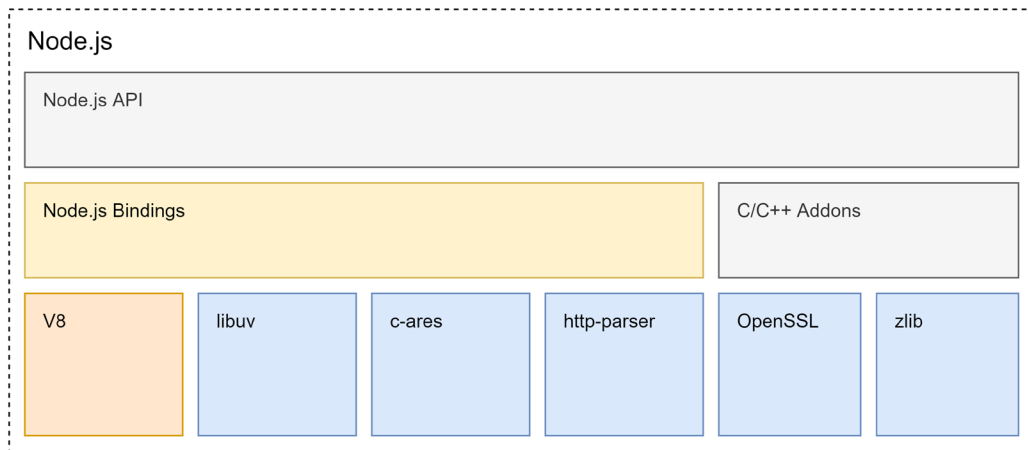 Node.js
Node.js API
Node.js Bindings
C/C++ Addons
V8
libuv
c-ares
http-parser
OpenSSL
zlib